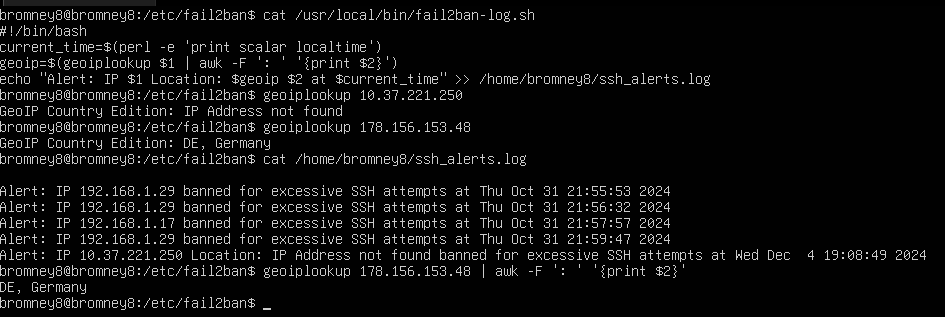 bromney8@bromney8:/etc/fail2ban$ cat /usr/local/bin/fail2ban-log.sh
#!/bin/bash
current_time=$(perl -e 'print scalar localtime')
geoip=$(geoiplookup $1 | awk -F ': ' '{print $2}')
echo "Alert: IP $1 Location: $geoip $2 at $current_time" >> /home/bromney8/ssh_alerts.log
bromney8@bromney8:/etc/fail2ban$ geoiplookup 10.37.221.250
GeoIP Country Edition: IP Address not found
bromney8@bromney8:/etc/fail2ban$ geoiplookup 178.156.153.48
GeoIP Country Edition: DE, Germany
bromney8@bromney8:/etc/fail2ban$ cat /home/bromney8/ssh_alerts.log
Alert: IP 192.168.1.29 banned for excessive SSH attempts at Thu Oct 31 21:55:53 2024
Alert: IP 192.168.1.29 banned for excessive SSH attempts at Thu Oct 31 21:56:32 2024
Alert: IP 192.168.1.17 banned for excessive SSH attempts at Thu Oct 31 21:57:57 2024
Alert: IP 192.168.1.29 banned for excessive SSH attempts at Thu Oct 31 21:59:47 2024
Alert: IP 10.37.221.250 Location: IP Address not found banned for excessive SSH attempts at Wed Dec  4 19:08:49 2024
bromney8@bromney8:/etc/fail2ban$ geoiplookup 178.156.153.48 | awk -F ': ' '{print $2}'
DE, Germany
bromney8@bromney8:/etc/fail2ban$ _